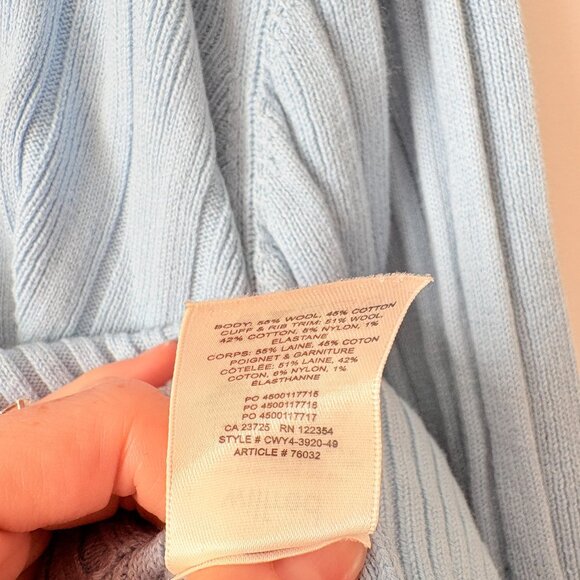 BODY: 55% WOOL, 45% COTTON
CUFF & RIB TRIM: 51% WOOL,
42% COTTON, 6% NYLON, 1%
ELASTANE
CORPS: 55% LAINE, 45% COTON
POIGNET & GARNITURE
CÔTELÉE: 51% LAINE, 42%
COTON, 6% NYLON, 1%
ÉLASTHANNE
PO 4500117715
PO 4500117716
PO 4500117717
CA 23725 RN 122354
STYLE # CWY4-3920-49
ARTICLE # 76032